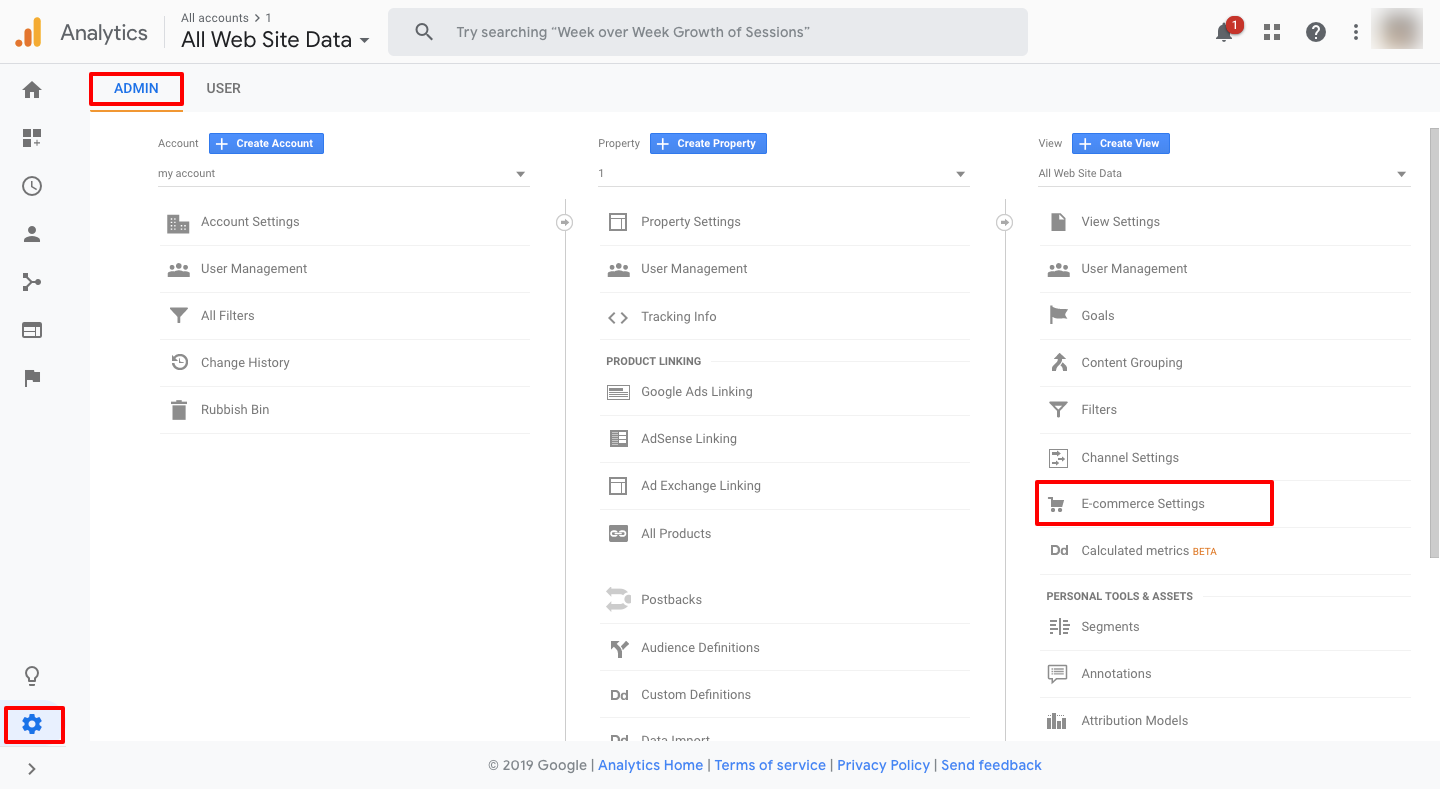 Analytics
All accounts > 1
All Web Site Data
Try searching “Week over Week Growth of Sessions”
1
ADMIN
USER
Account
Create Account
my account
Account Settings
User Management
All Filters
Change History
Rubbish Bin
Property
Create Property
1
Property Settings
User Management
Tracking Info
PRODUCT LINKING
Google Ads Linking
AdSense Linking
Ad Exchange Linking
All Products
Postbacks
Audience Definitions
Dd Custom Definitions
Dd Data Import
View
Create View
All Web Site Data
View Settings
User Management
Goals
Content Grouping
Filters
Channel Settings
E-commerce Settings
Dd Calculated metrics BETA
PERSONAL TOOLS & ASSETS
Segments
Annotations
Attribution Models
© 2019 Google | Analytics Home | Terms of service | Privacy Policy | Send feedback